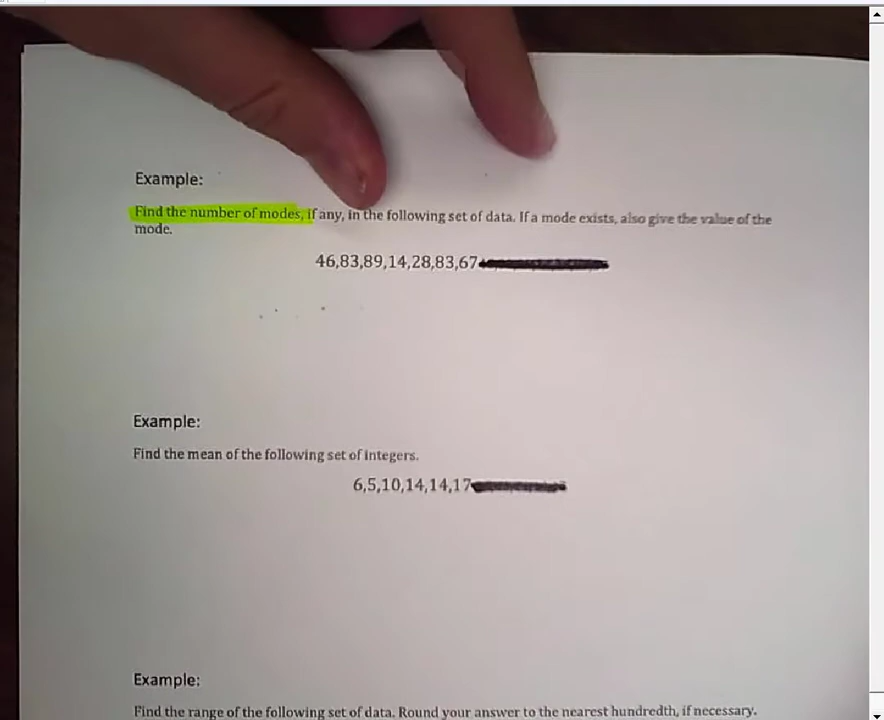 Example:
Find the number of modes, if any, in the following set of data. If a mode exists, also give the value of the
mode.
46,83,89,14,28,83,67
Example:
Find the mean of the following set of integers.
6,5,10,14,14,17
Example:
Find the range of the following set of data. Round your answer to the nearest hundredth, if necessary.